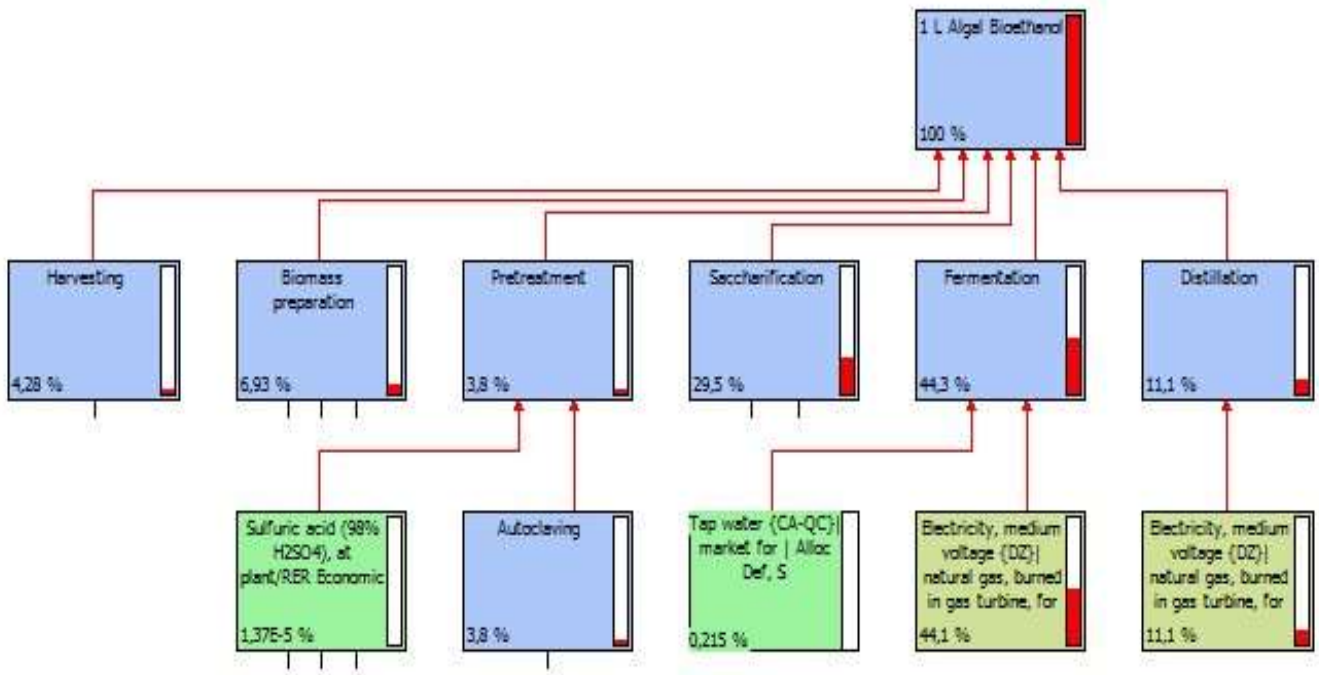 1 L Algal Bioethanol
100 %
Harvesting
4,28 %
Biomass
preparation
6,93 %
Pretreatment
3,8 %
Saccharification
29,5 %
Fermentation
44,3 %
Distillation
11,1 %
Sulfuric acid (98%
H2SO4), at
plant/RER Economic
1,37E-5 %
Autoclaving
3,8 %
Tap water {CA-QC}|
market for | Alloc
Def, S
0,215 %
Electricity, medium
voltage {DZ}|
natural gas, burned
in gas turbine, for
44,1 %
Electricity, medium
voltage {DZ}|
natural gas, burned
in gas turbine, for
11,1 %